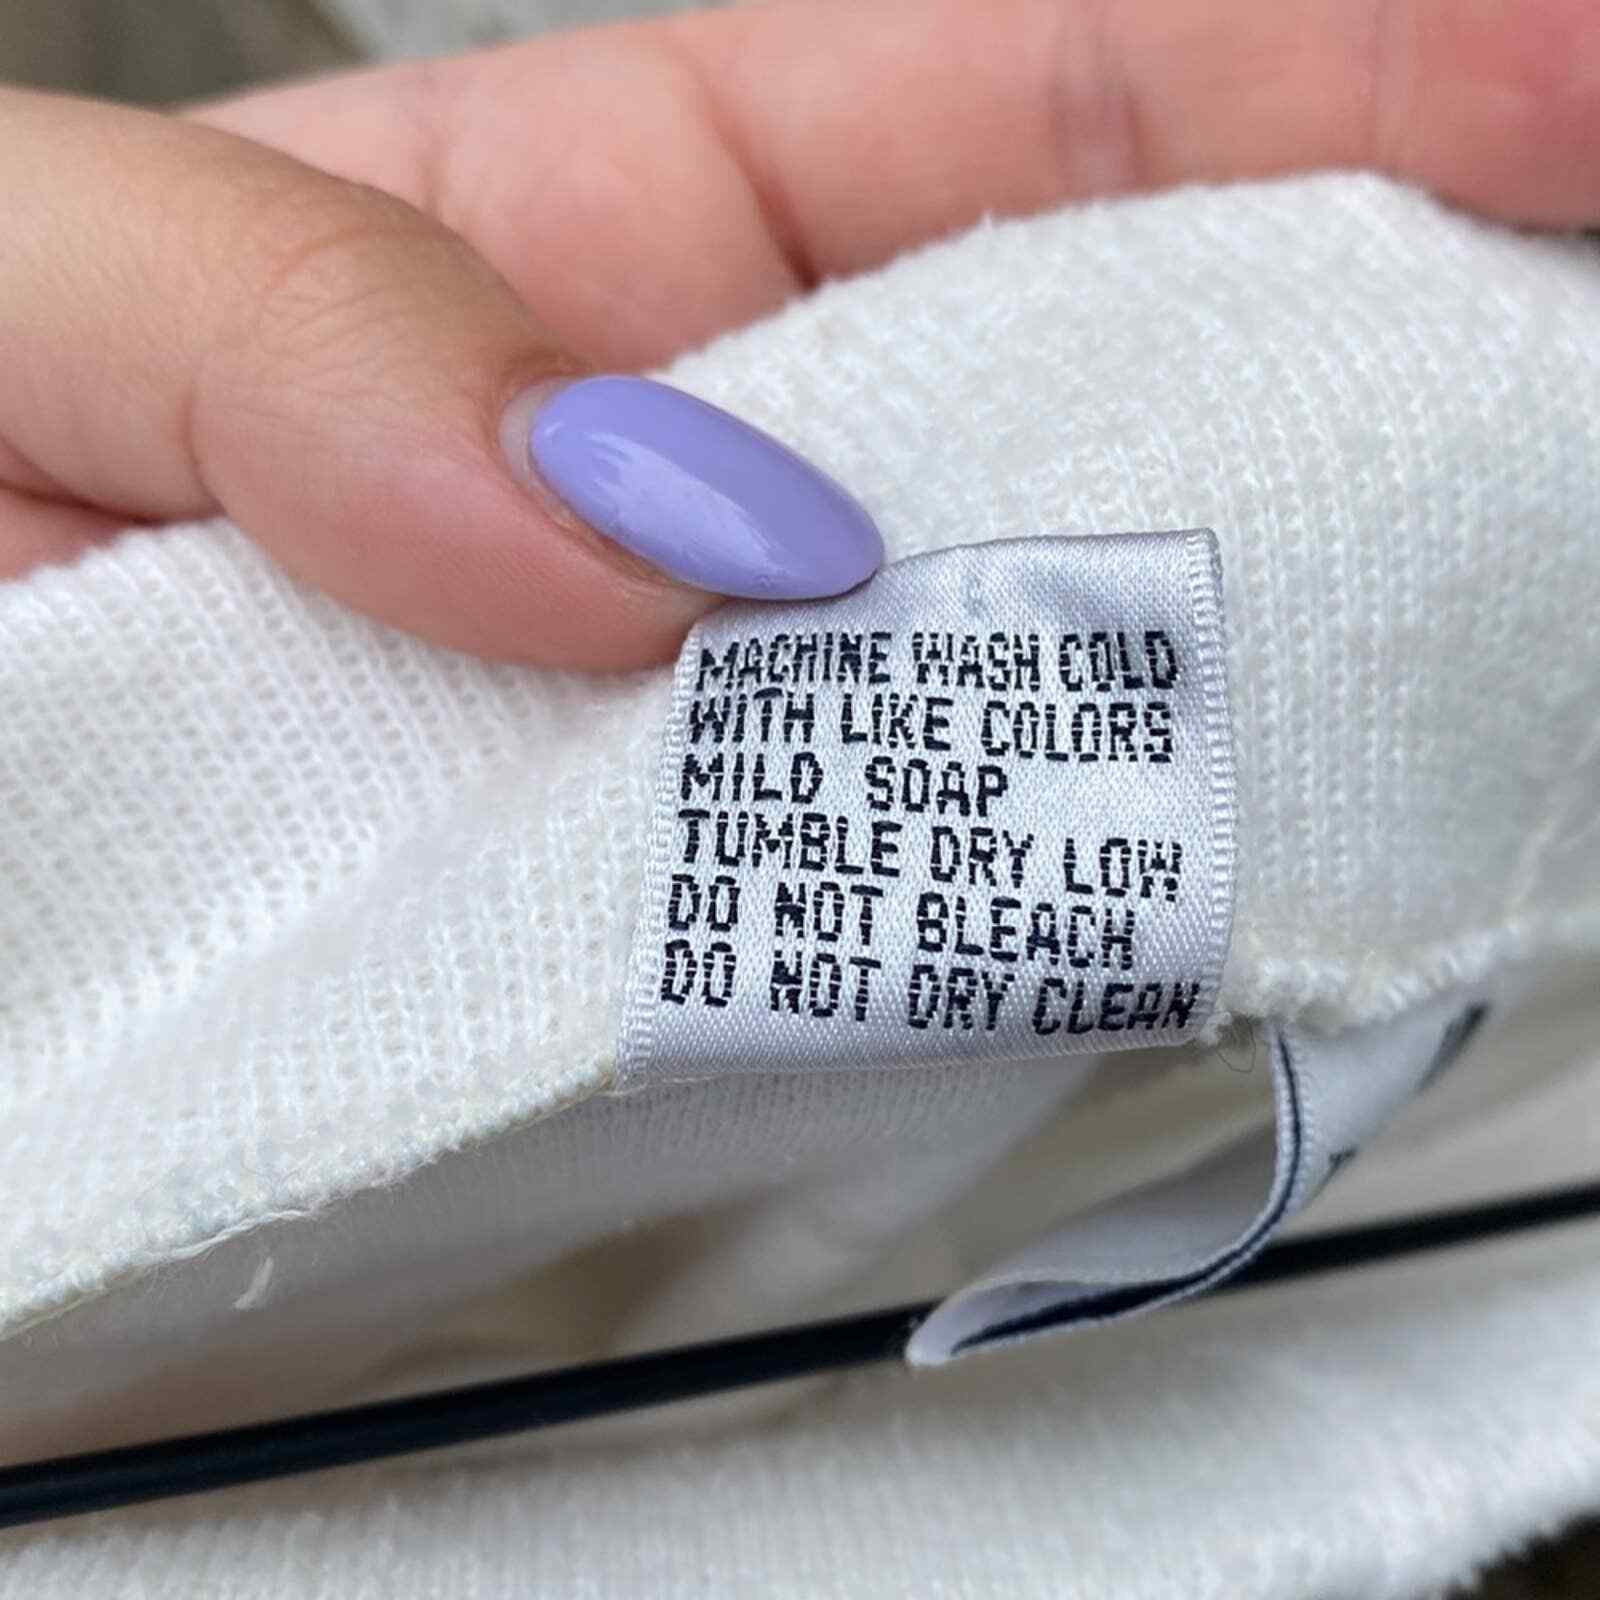 MACHINE WASH COLD
WITH LIKE COLORS
MILD SOAP
TUMBLE DRY LOW
DO NOT BLEACH
DO NOT DRY CLEAN